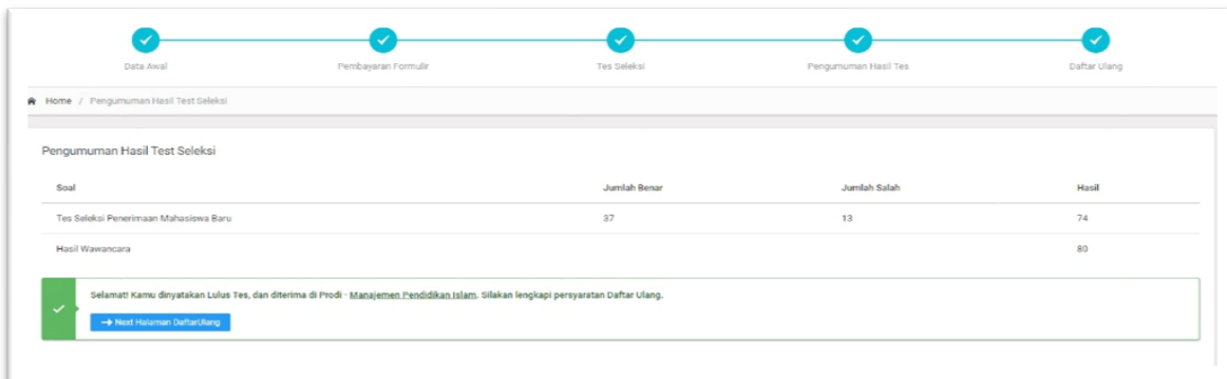 Data Awal Pembayaran Formulir Tes Seleksi Pengumuman Hasil Tes Daftar Ulang
Home / Pengumuman Hasil Test Seleksi
Pengumuman Hasil Test Seleksi
Soal Jumlah Benar Jumlah Salah Hasil
Tes Seleksi Penerimaan Mahasiswa Baru 37 13 74
Hasil Wawancara 80
Selamat! Kamu dinyatakan Lulus Tes, dan diterima di Prodi - Manajemen Pendidikan Islam. Silakan lengkapi persyaratan Daftar Ulang.
Next Halaman DaftarUlang